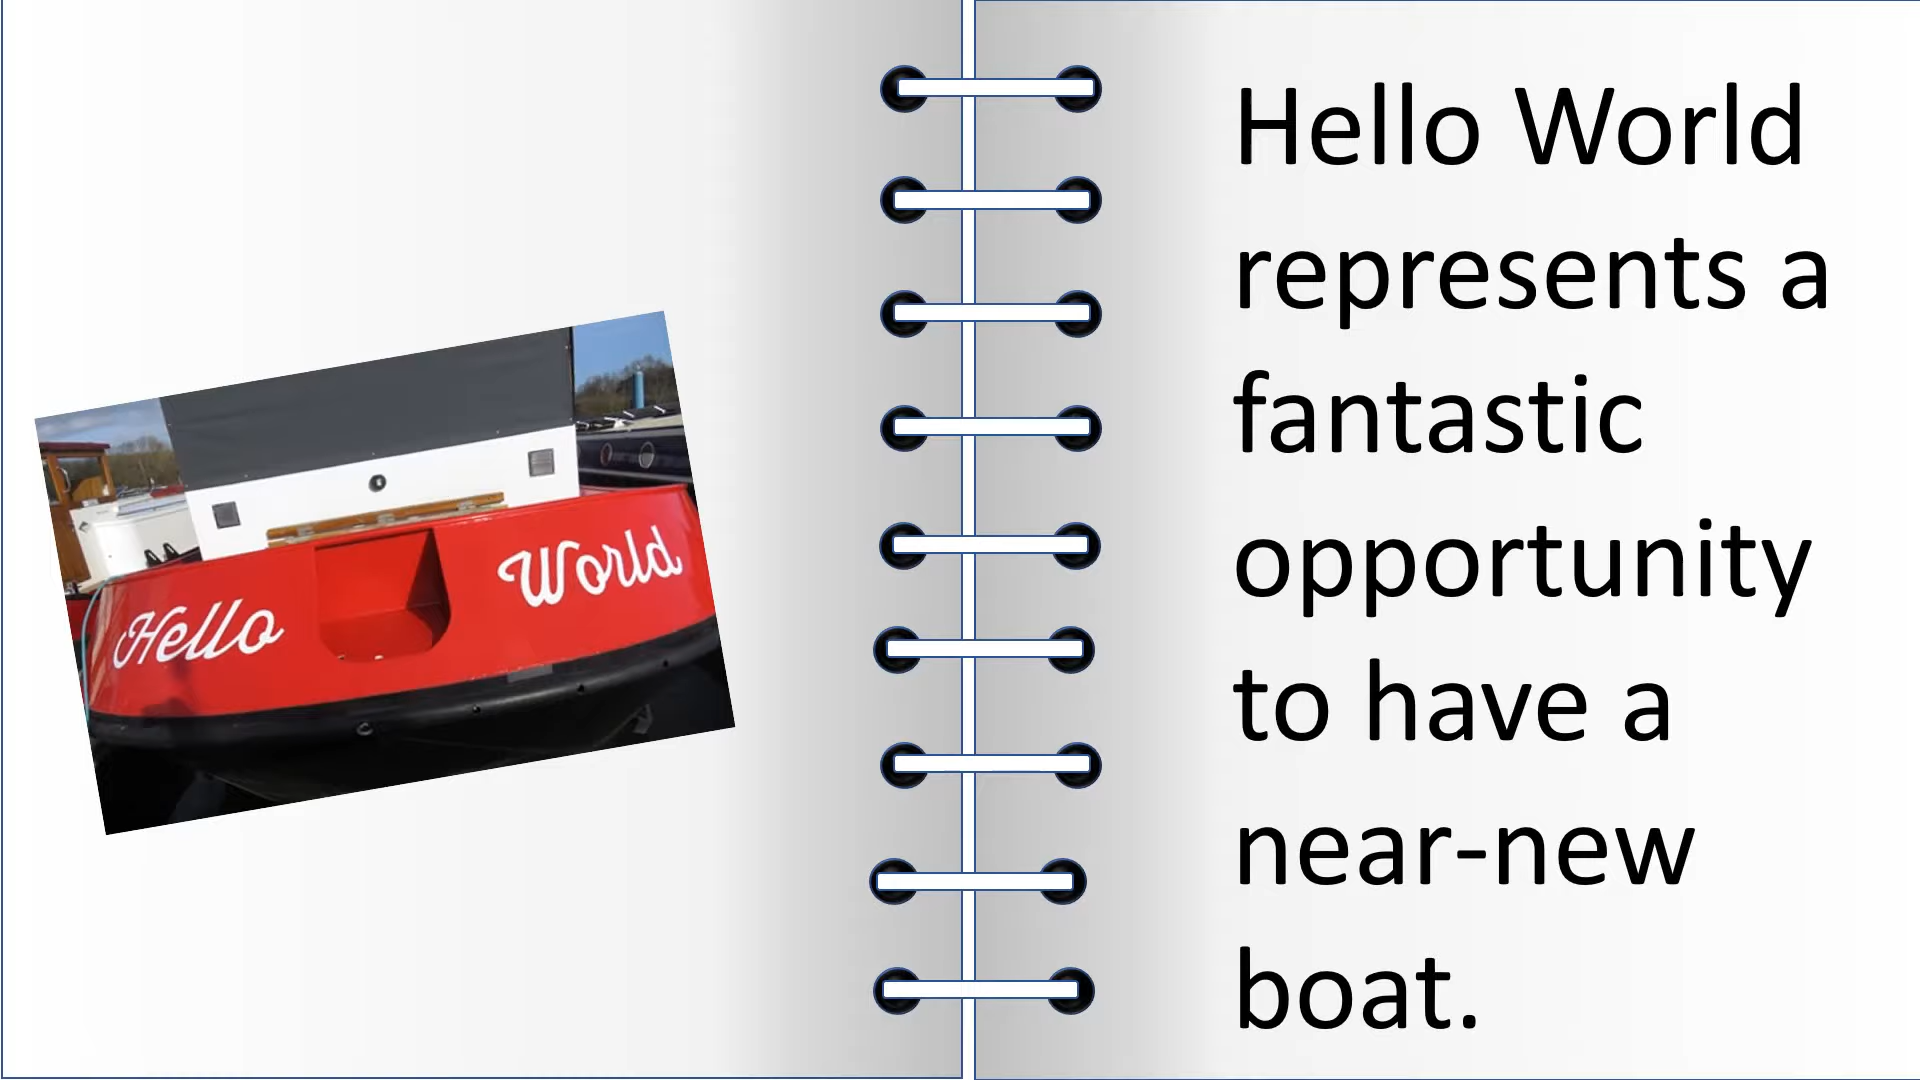 Hello World
Hello World
represents a
fantastic
opportunity
to have a
near-new
boat.